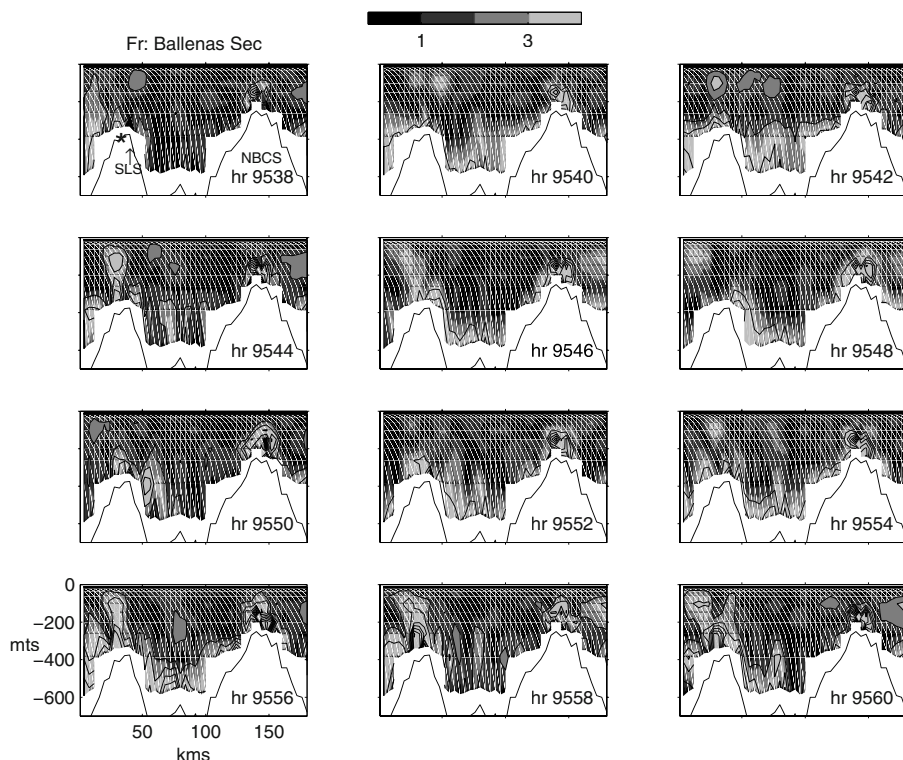 1 3
Fr: Ballenas Sec
* SLS ↑ NBCS
hr 9538 hr 9540 hr 9542
hr 9544 hr 9546 hr 9548
hr 9550 hr 9552 hr 9554
0
−200
mts
−400
−600
hr 9556 hr 9558 hr 9560
50 100 150
kms